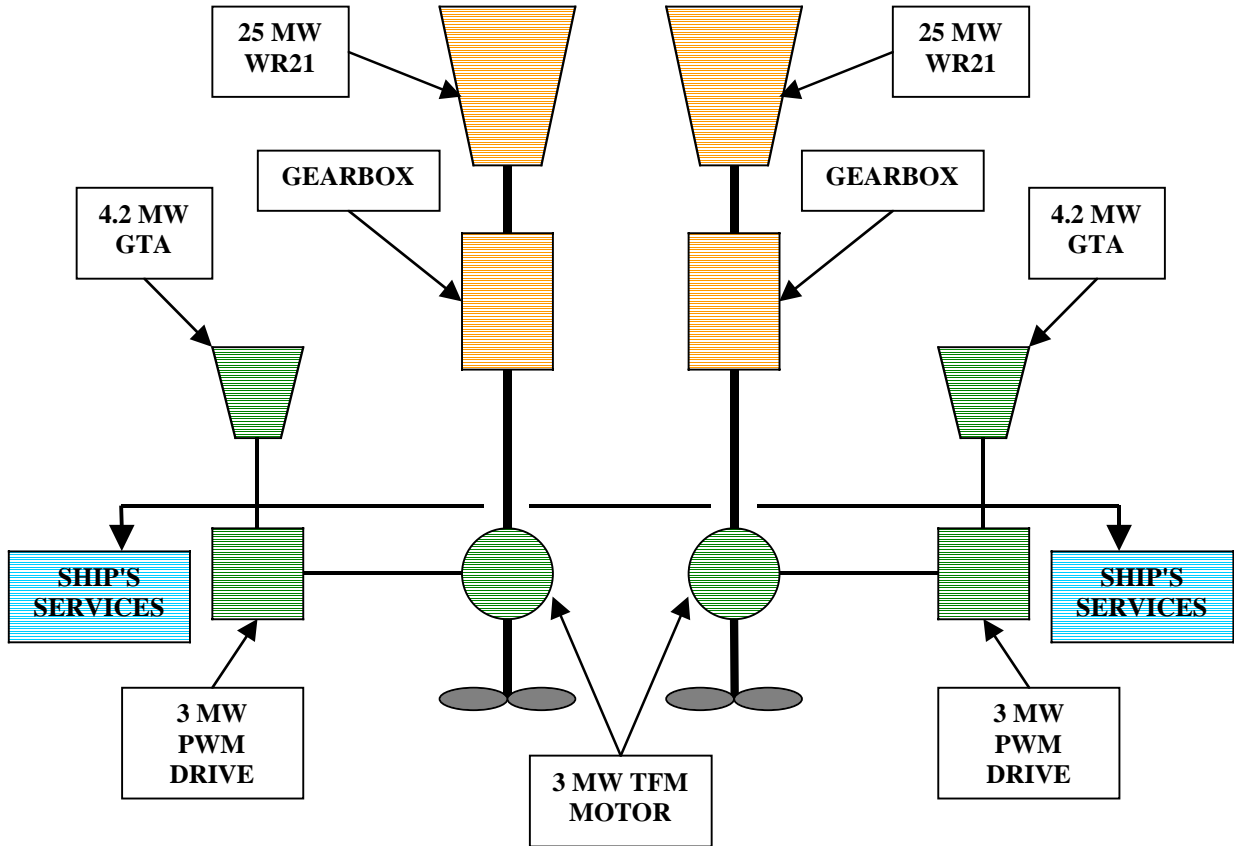 25 MW
WR21
25 MW
WR21
GEARBOX
GEARBOX
4.2 MW
GTA
4.2 MW
GTA
SHIP'S
SERVICES
SHIP'S
SERVICES
3 MW
PWM
DRIVE
3 MW TFM
MOTOR
3 MW
PWM
DRIVE